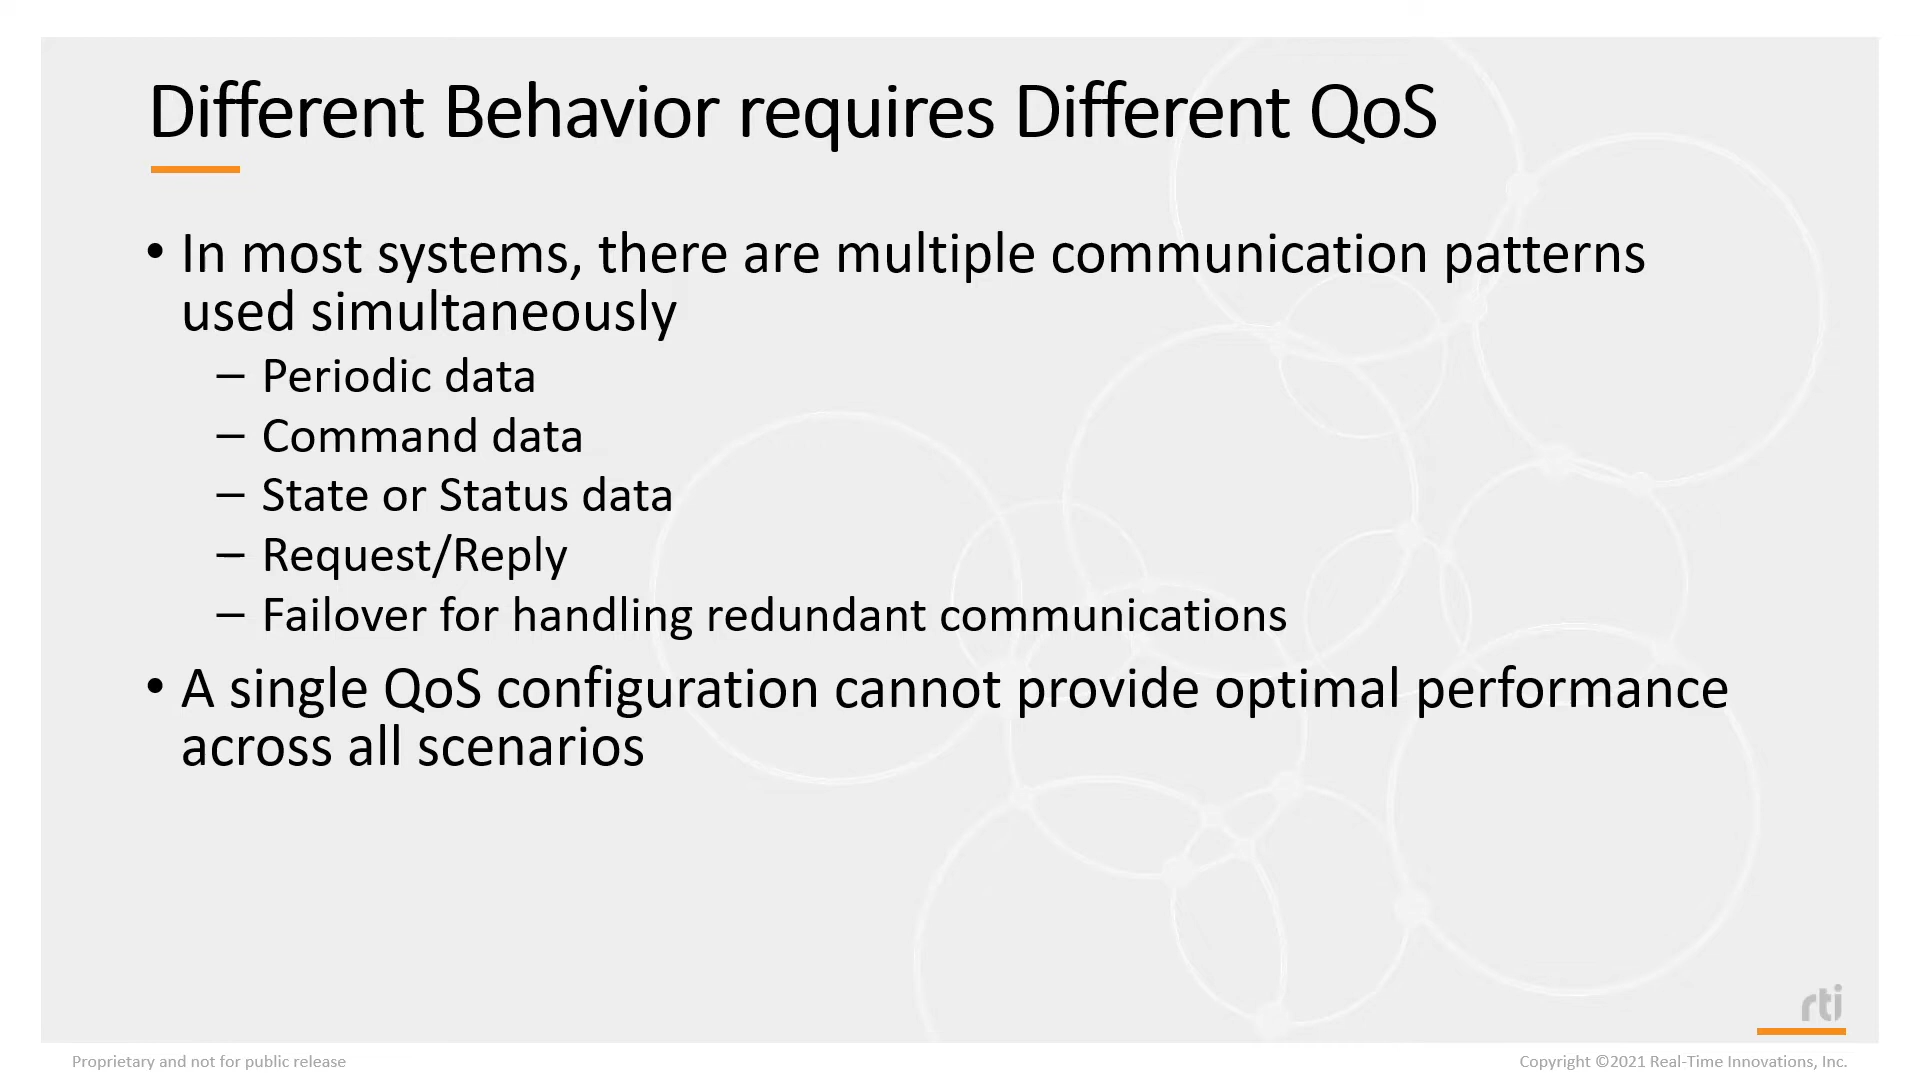 Different Behavior requires Different QoS
• In most systems, there are multiple communication patterns
used simultaneously
– Periodic data
– Command data
– State or Status data
– Request/Reply
– Failover for handling redundant communications
• A single QoS configuration cannot provide optimal performance
across all scenarios
rti
Proprietary and not for public release
Copyright ©2021 Real-Time Innovations, Inc.